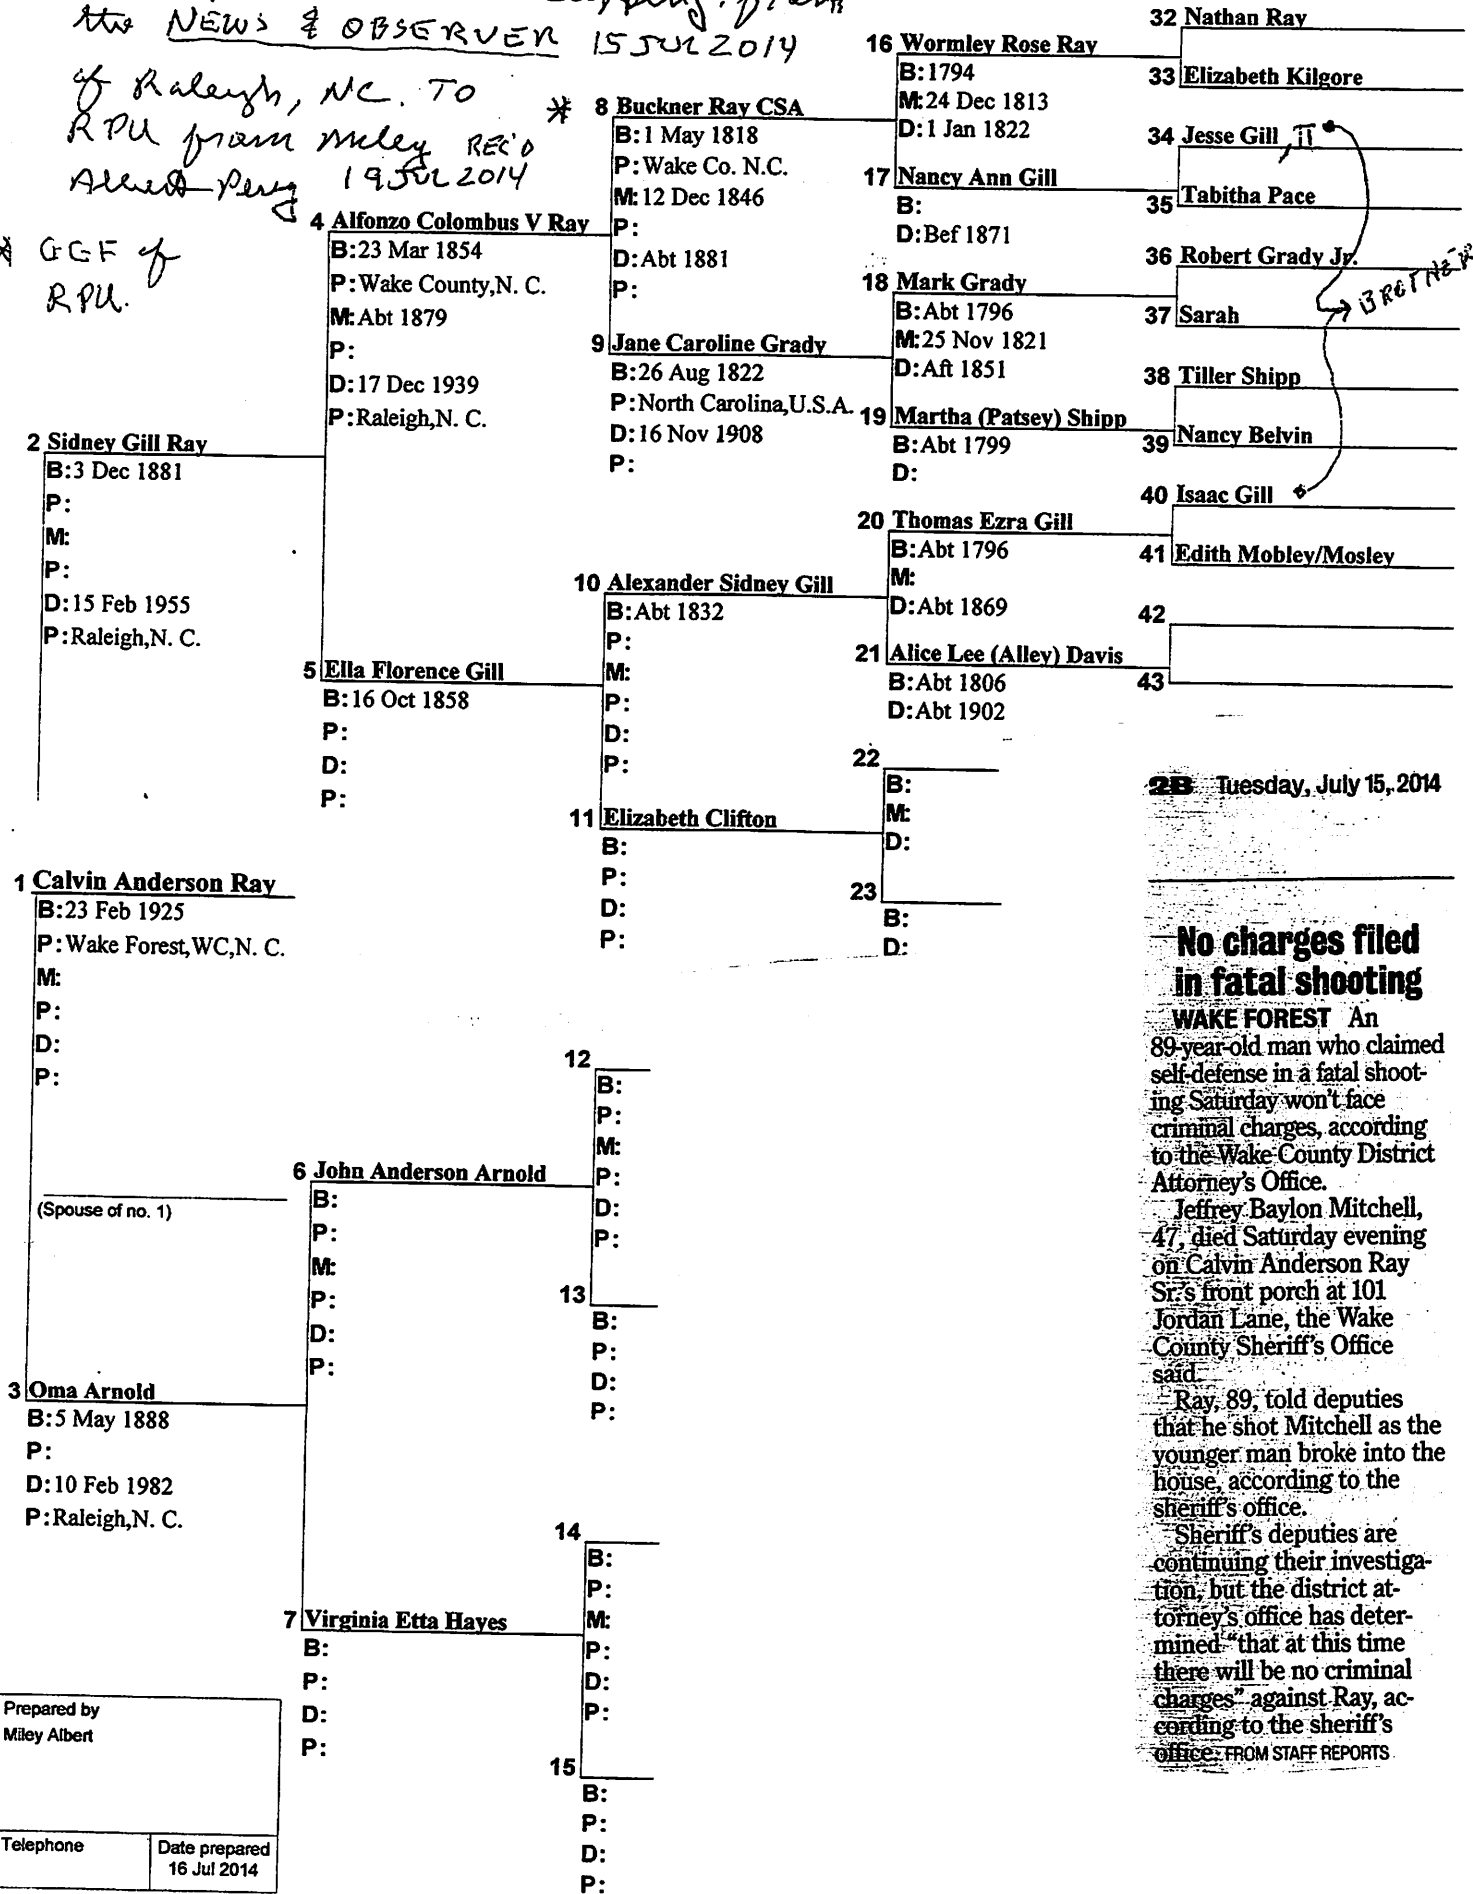 the NEWS & OBSERVER 15 JUL 2014
of Raleigh, NC. TO
RPU from Miley REC'D
Albert Perry 19 JUL 2014
* GGF of
RPU.
2 Sidney Gill Ray
B:3 Dec 1881
P:
M:
P:
D:15 Feb 1955
P:Raleigh,N. C.
1 Calvin Anderson Ray
B:23 Feb 1925
P:Wake Forest,WC,N. C.
M:
P:
D:
P:
(Spouse of no. 1)
3 Oma Arnold
B:5 May 1888
P:
D:10 Feb 1982
P:Raleigh,N. C.
Prepared by
Miley Albert
Telephone
Date prepared
16 Jul 2014
4 Alfonzo Colombus V Ray
B:23 Mar 1854
P:Wake County,N. C.
M:Abt 1879
P:
D:17 Dec 1939
P:Raleigh,N. C.
5 Ella Florence Gill
B:16 Oct 1858
P:
D:
P:
6 John Anderson Arnold
B:
P:
M:
P:
D:
P:
7 Virginia Etta Hayes
B:
P:
D:
P:
* 8 Buckner Ray CSA
B:1 May 1818
P:Wake Co. N.C.
M:12 Dec 1846
P:
D:Abt 1881
P:
9 Jane Caroline Grady
B:26 Aug 1822
P:North Carolina,U.S.A.
D:16 Nov 1908
P:
10 Alexander Sidney Gill
B:Abt 1832
P:
M:
P:
D:
P:
11 Elizabeth Clifton
B:
P:
D:
P:
12
B:
P:
M:
P:
D:
P:
13
B:
P:
D:
P:
14
B:
P:
M:
P:
D:
P:
15
B:
P:
D:
P:
16 Wormley Rose Ray
B:1794
M:24 Dec 1813
D:1 Jan 1822
17 Nancy Ann Gill
B:
D:Bef 1871
18 Mark Grady
B:Abt 1796
M:25 Nov 1821
D:Aft 1851
19 Martha (Patsey) Shipp
B:Abt 1799
D:
20 Thomas Ezra Gill
B:Abt 1796
M:
D:Abt 1869
21 Alice Lee (Alley) Davis
B:Abt 1806
D:Abt 1902
22
B:
M:
D:
23
B:
D:
32 Nathan Ray
33 Elizabeth Kilgore
34 Jesse Gill, II
35 Tabitha Pace
36 Robert Grady Jr.
37 Sarah
BROTHER
38 Tiller Shipp
39 Nancy Belvin
40 Isaac Gill
41 Edith Mobley/Mosley
42
43
2B Tuesday, July 15, 2014
No charges filed
in fatal shooting
WAKE FOREST An
89-year-old man who claimed
self-defense in a fatal shoot-
ing Saturday won't face
criminal charges, according
to the Wake County District
Attorney's Office.
Jeffrey Baylon Mitchell,
47, died Saturday evening
on Calvin Anderson Ray
Sr.'s front porch at 101
Jordan Lane, the Wake
County Sheriff's Office
said.
Ray, 89, told deputies
that he shot Mitchell as the
younger man broke into the
house, according to the
sheriff's office.
Sheriff's deputies are
continuing their investiga-
tion, but the district at-
torney's office has deter-
mined "that at this time
there will be no criminal
charges" against Ray, ac-
cording to the sheriff's
office. FROM STAFF REPORTS